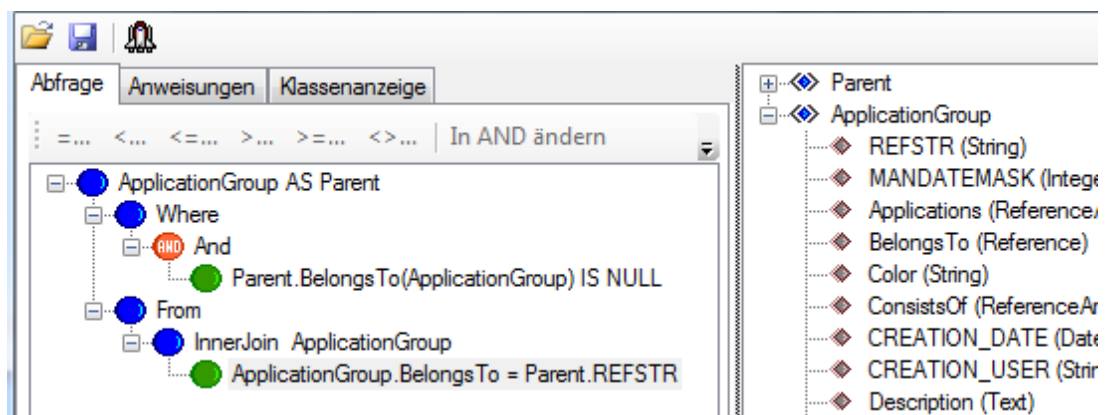 Abfrage Anweisungen Klassenanzeige
=... <... <=... >... >=... <>... In AND ändern
ApplicationGroup AS Parent
Where
AND And
Parent.BelongsTo(ApplicationGroup) IS NULL
From
InnerJoin ApplicationGroup
ApplicationGroup.BelongsTo = Parent.REFSTR
Parent
ApplicationGroup
REFSTR (String)
MANDATEMASK (Intege
Applications (ReferenceA
BelongsTo (Reference)
Color (String)
ConsistsOf (ReferenceAr
CREATION_DATE (Date
CREATION_USER (Strin
Description (Text)